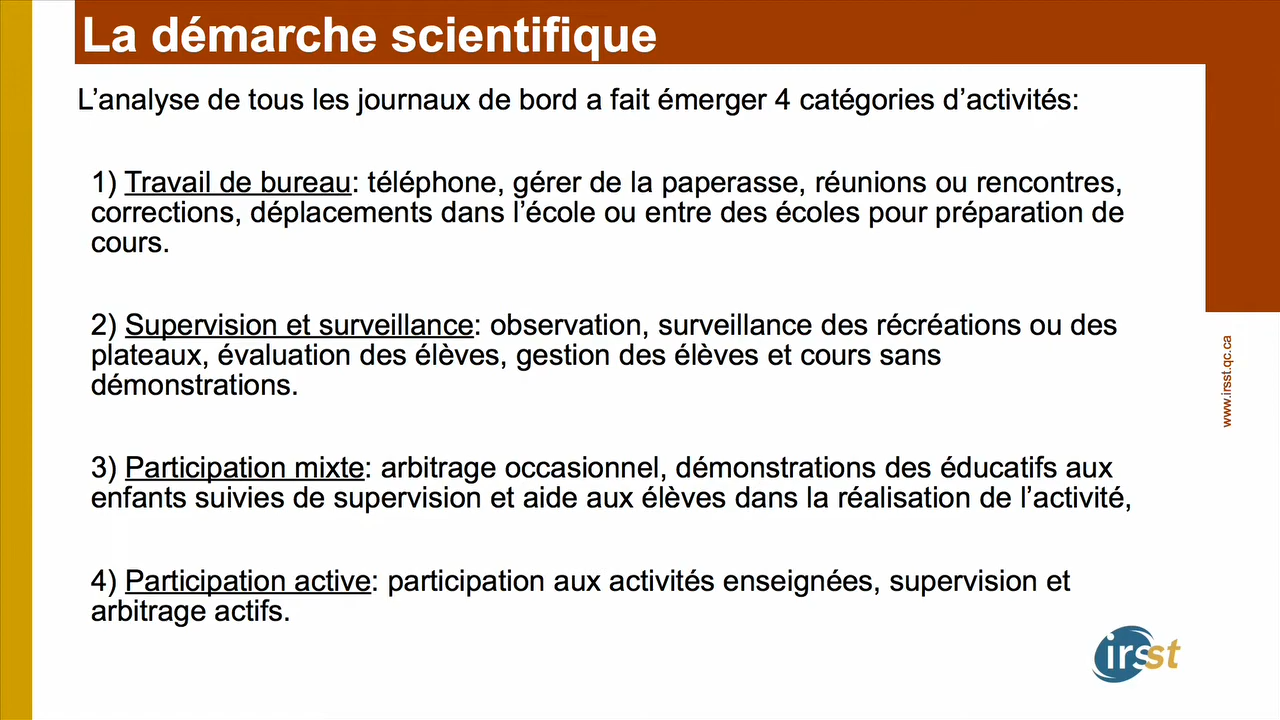 La démarche scientifique
L’analyse de tous les journaux de bord a fait émerger 4 catégories d’activités:
1) Travail de bureau: téléphone, gérer de la paperasse, réunions ou rencontres,
corrections, déplacements dans l’école ou entre des écoles pour préparation de
cours.
2) Supervision et surveillance: observation, surveillance des récréations ou des
plateaux, évaluation des élèves, gestion des élèves et cours sans
démonstrations.
3) Participation mixte: arbitrage occasionnel, démonstrations des éducatifs aux
enfants suivies de supervision et aide aux élèves dans la réalisation de l’activité,
4) Participation active: participation aux activités enseignées, supervision et
arbitrage actifs.
www.irsst.qc.ca
irsst